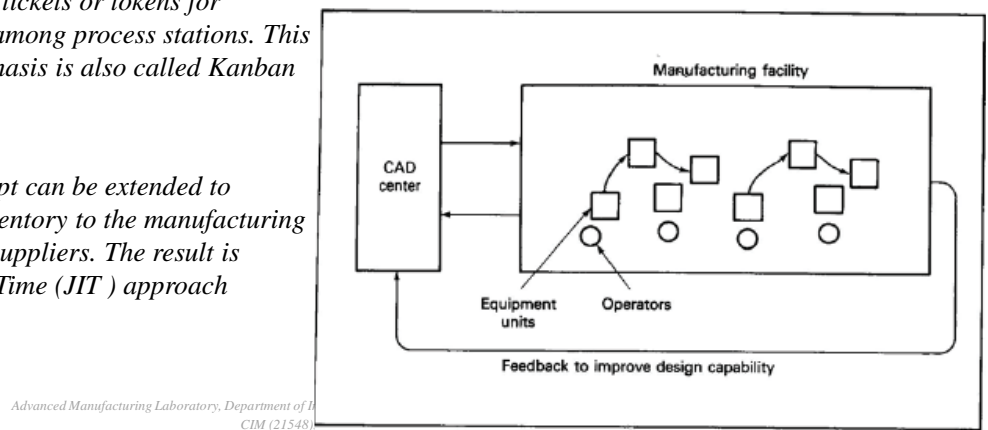 tickets or tokens for
among process stations. This
hasis is also called Kanban
pt can be extended to
entory to the manufacturing
uppliers. The result is
Time (JIT ) approach
Manufacturing facility
CAD
center
Equipment
units
Operators
Feedback to improve design capability
Advanced Manufacturing Laboratory, Department of
CIM (21548)